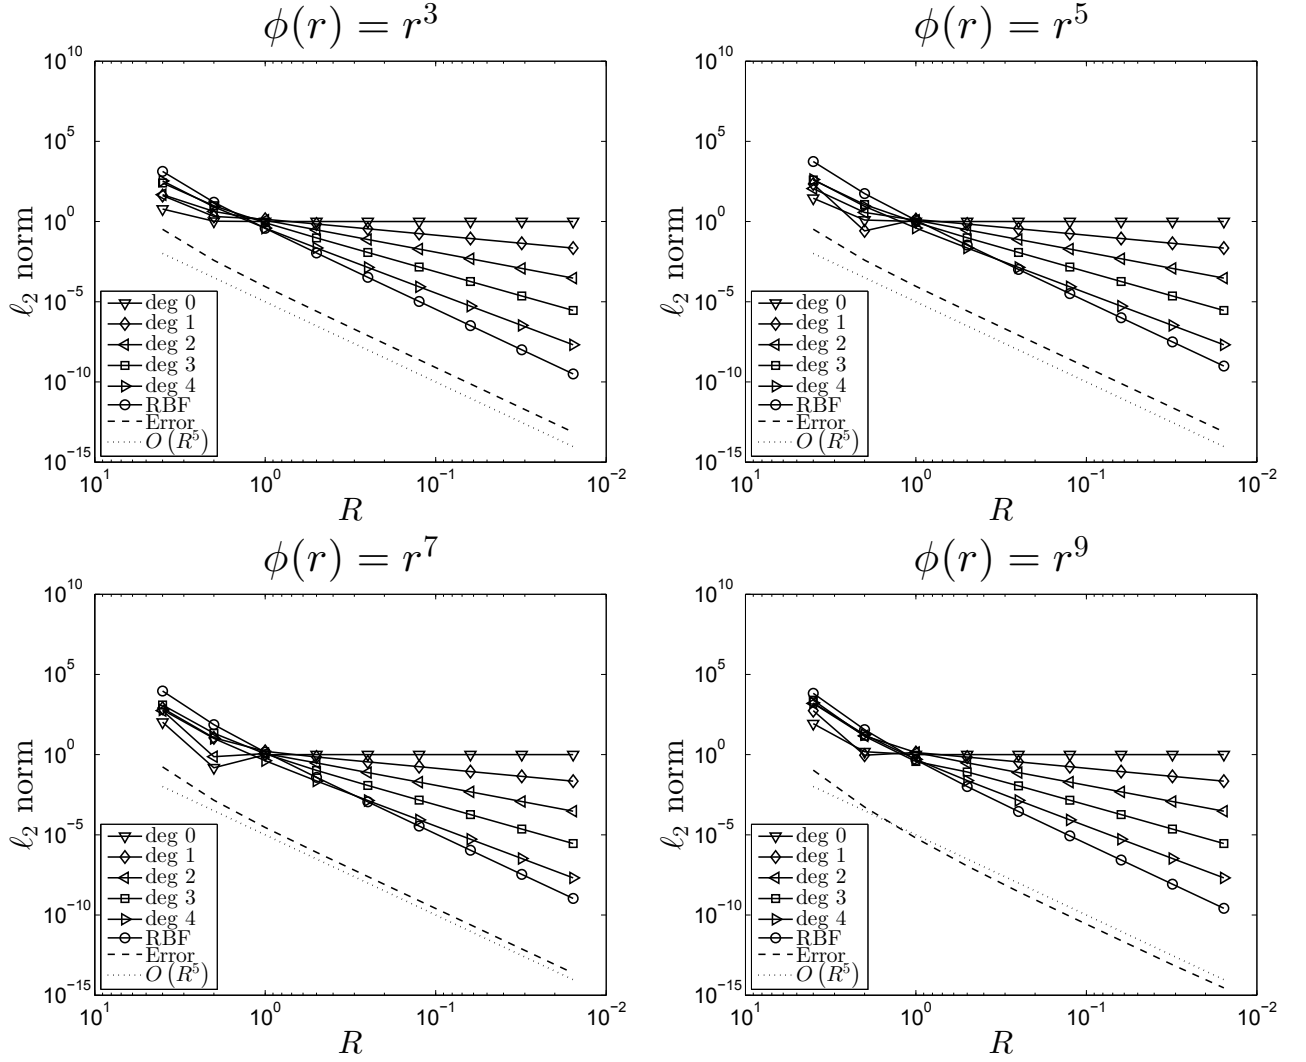 ϕ(r) = r³
10¹⁰
10⁵
10⁰
10⁻⁵
10⁻¹⁰
10⁻¹⁵
ℓ₂ norm
deg 0
deg 1
deg 2
deg 3
deg 4
RBF
Error
O (R⁵)
10¹ 10⁰ 10⁻¹ 10⁻²
R
ϕ(r) = r⁵
10¹⁰
10⁵
10⁰
10⁻⁵
10⁻¹⁰
10⁻¹⁵
ℓ₂ norm
deg 0
deg 1
deg 2
deg 3
deg 4
RBF
Error
O (R⁵)
10¹ 10⁰ 10⁻¹ 10⁻²
R
ϕ(r) = r⁷
10¹⁰
10⁵
10⁰
10⁻⁵
10⁻¹⁰
10⁻¹⁵
ℓ₂ norm
deg 0
deg 1
deg 2
deg 3
deg 4
RBF
Error
O (R⁵)
10¹ 10⁰ 10⁻¹ 10⁻²
R
ϕ(r) = r⁹
10¹⁰
10⁵
10⁰
10⁻⁵
10⁻¹⁰
10⁻¹⁵
ℓ₂ norm
deg 0
deg 1
deg 2
deg 3
deg 4
RBF
Error
O (R⁵)
10¹ 10⁰ 10⁻¹ 10⁻²
R